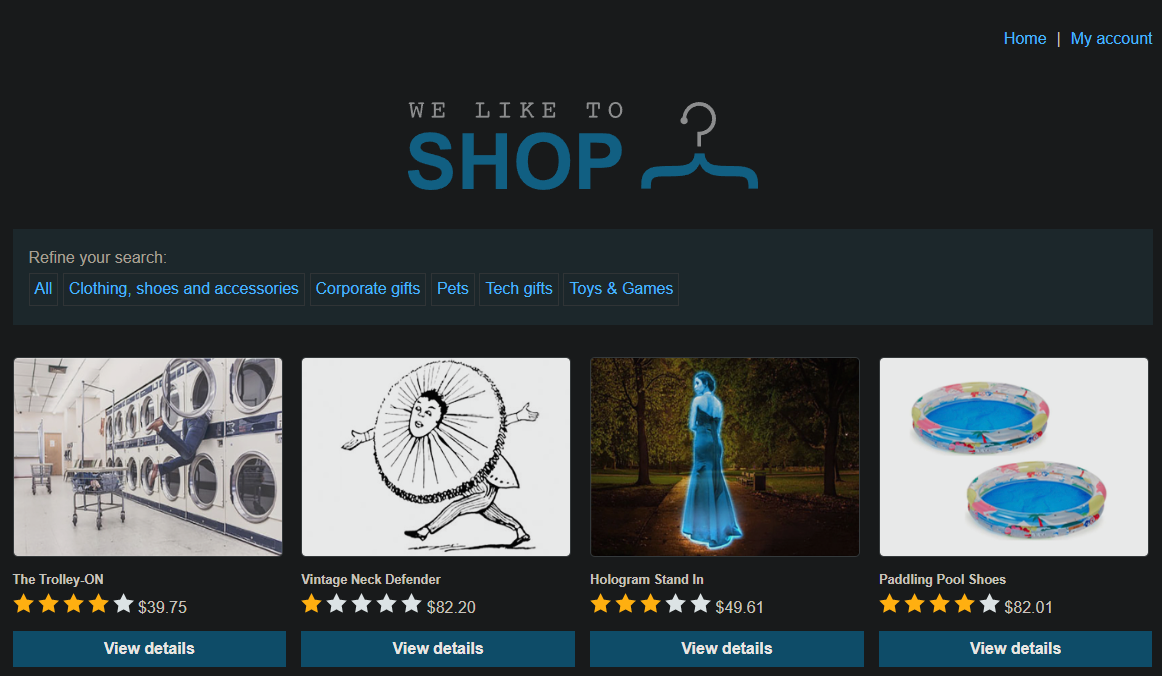 Home | My account
WE LIKE TO
SHOP
Refine your search:
All Clothing, shoes and accessories Corporate gifts Pets Tech gifts Toys & Games
The Trolley-ON Vintage Neck Defender Hologram Stand In Paddling Pool Shoes
$39.75 $82.20 $49.61 $82.01
View details View details View details View details